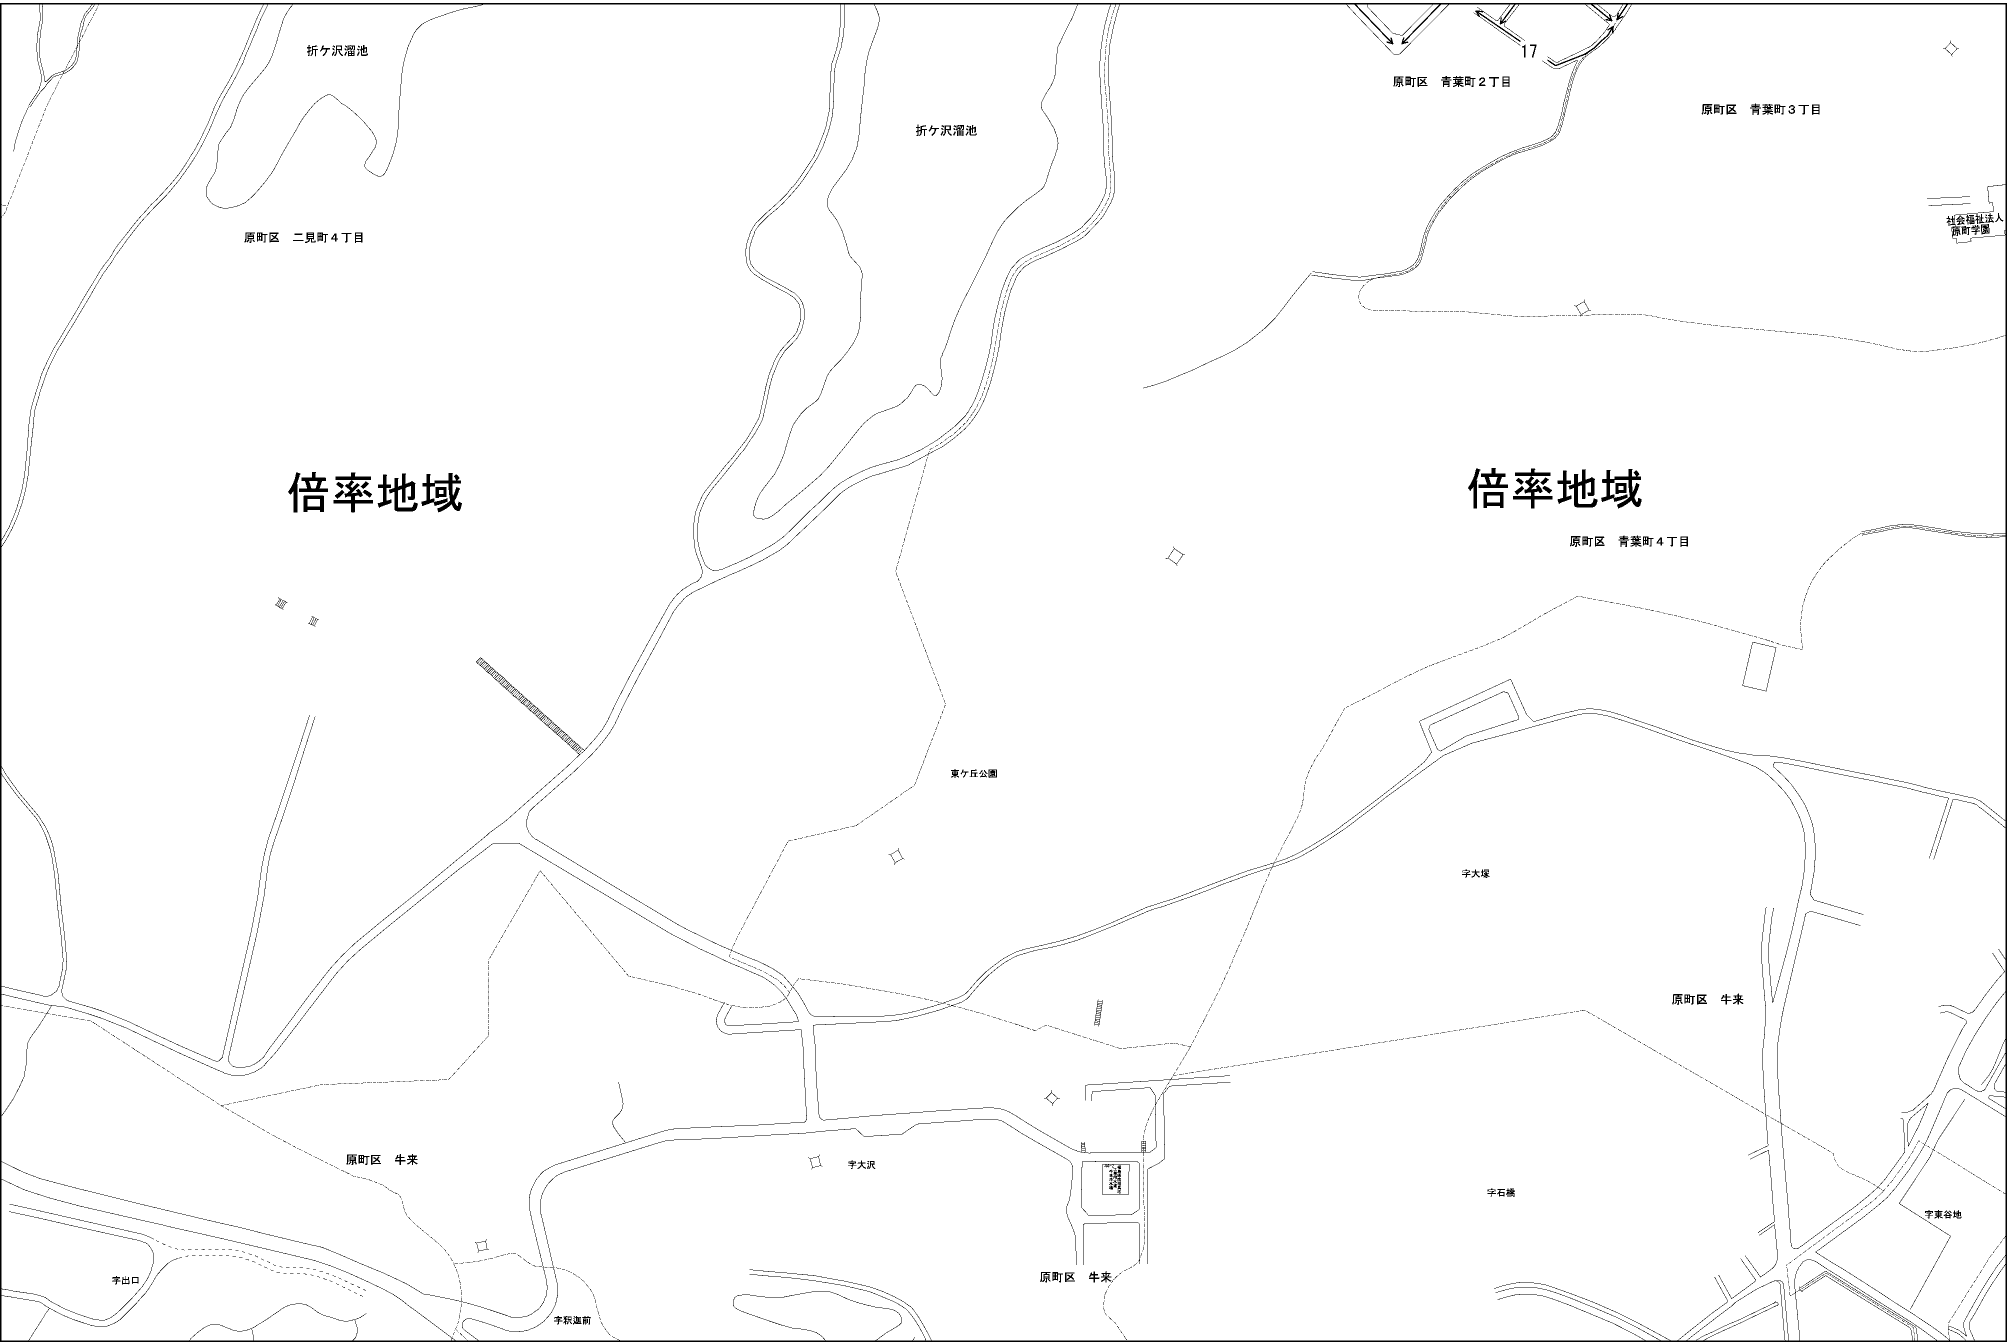 折ケ沢溜池
17
原町区　青葉町２丁目
原町区　青葉町３丁目
折ケ沢溜池
社会福祉法人
原町学園
原町区　二見町４丁目
倍率地域
倍率地域
原町区　青葉町４丁目
東ケ丘公園
字大塚
原町区　牛来
原町区　牛来
字大沢
字石橋
字東谷地
原町区　牛来
字出口
字釈迦前